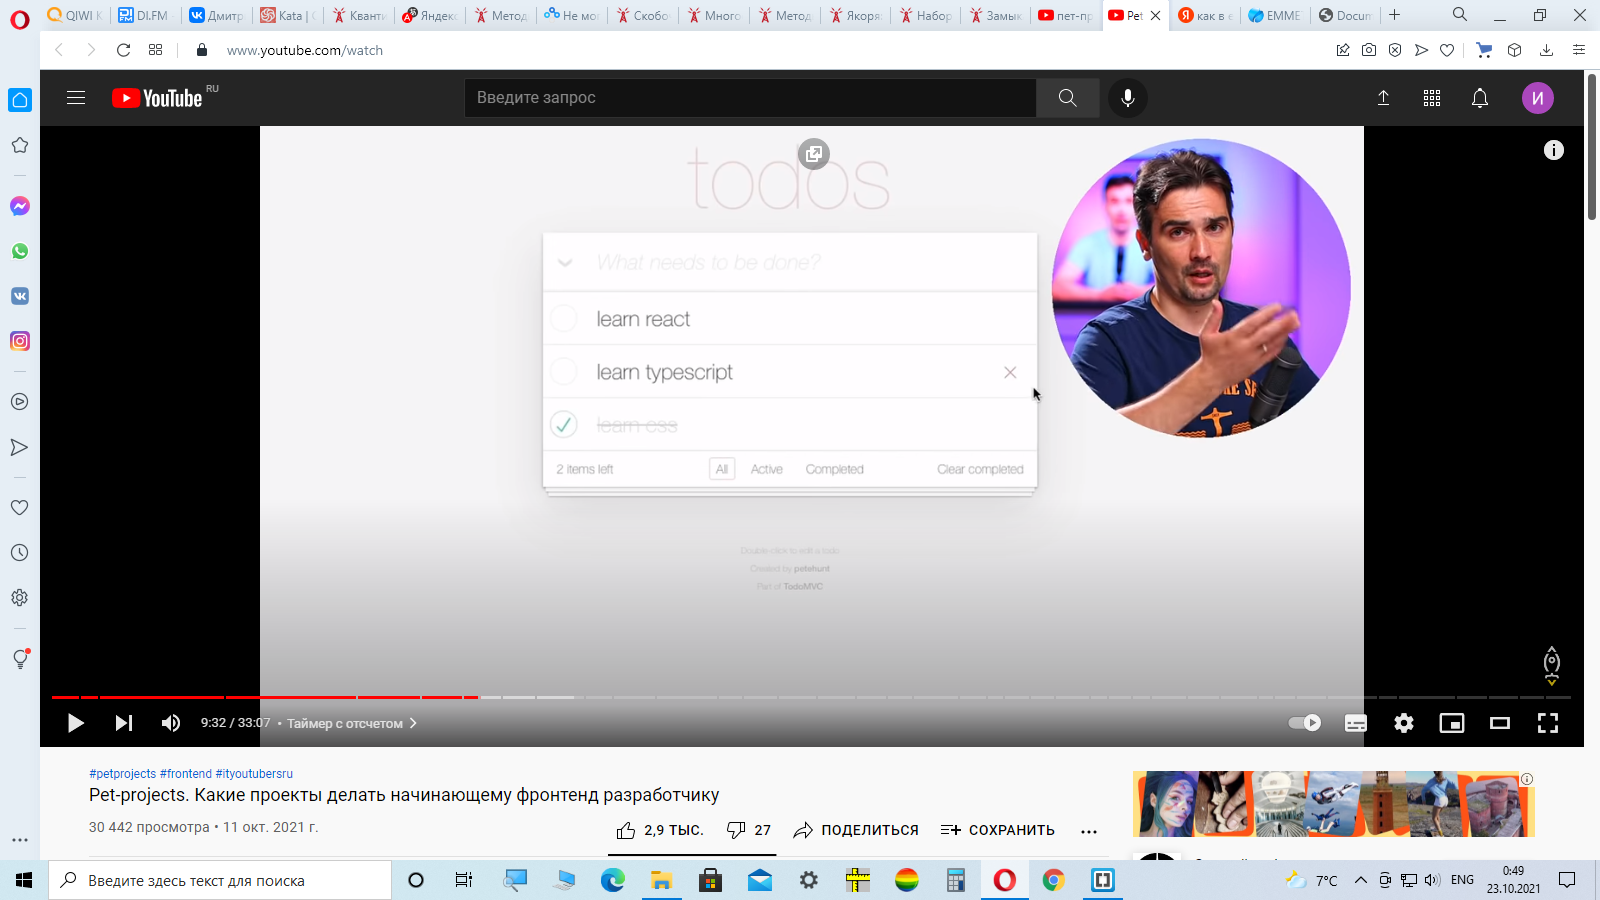 QIWI К
DI.FM
Дмитр
Kata | (
Кванти
Яндекс
Метод
Не мог
Скобо
Много
Метод
Якоря:
Набор
Замык
пет-пр
Pet
как в e
EMME
Docum
www.youtube.com/watch
YouTube RU
Введите запрос
И
todos
What needs to be done?
learn react
learn typescript
learn css
2 items left
All
Active
Completed
Clear completed
Double-click to edit a todo
Created by petehunt
Part of TodoMVC
9:32 / 33:07 • Таймер с отсчетом
#petprojects #frontend #ityoutubersru
Pet-projects. Какие проекты делать начинающему фронтенд разработчику
30 442 просмотра • 11 окт. 2021 г.
2,9 ТЫС.
27
ПОДЕЛИТЬСЯ
СОХРАНИТЬ
Введите здесь текст для поиска
7°C
ENG
0:49
23.10.2021